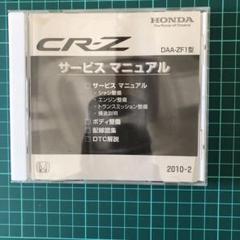 HONDA
The Power of Dreams
CR-Z
DAA-ZF1型
サービス マニュアル
サービス マニュアル
・シャシ整備
・エンジン整備
・トランスミッション整備
・構造説明
ボディ整備
配線図集
DTC解説
2010-2